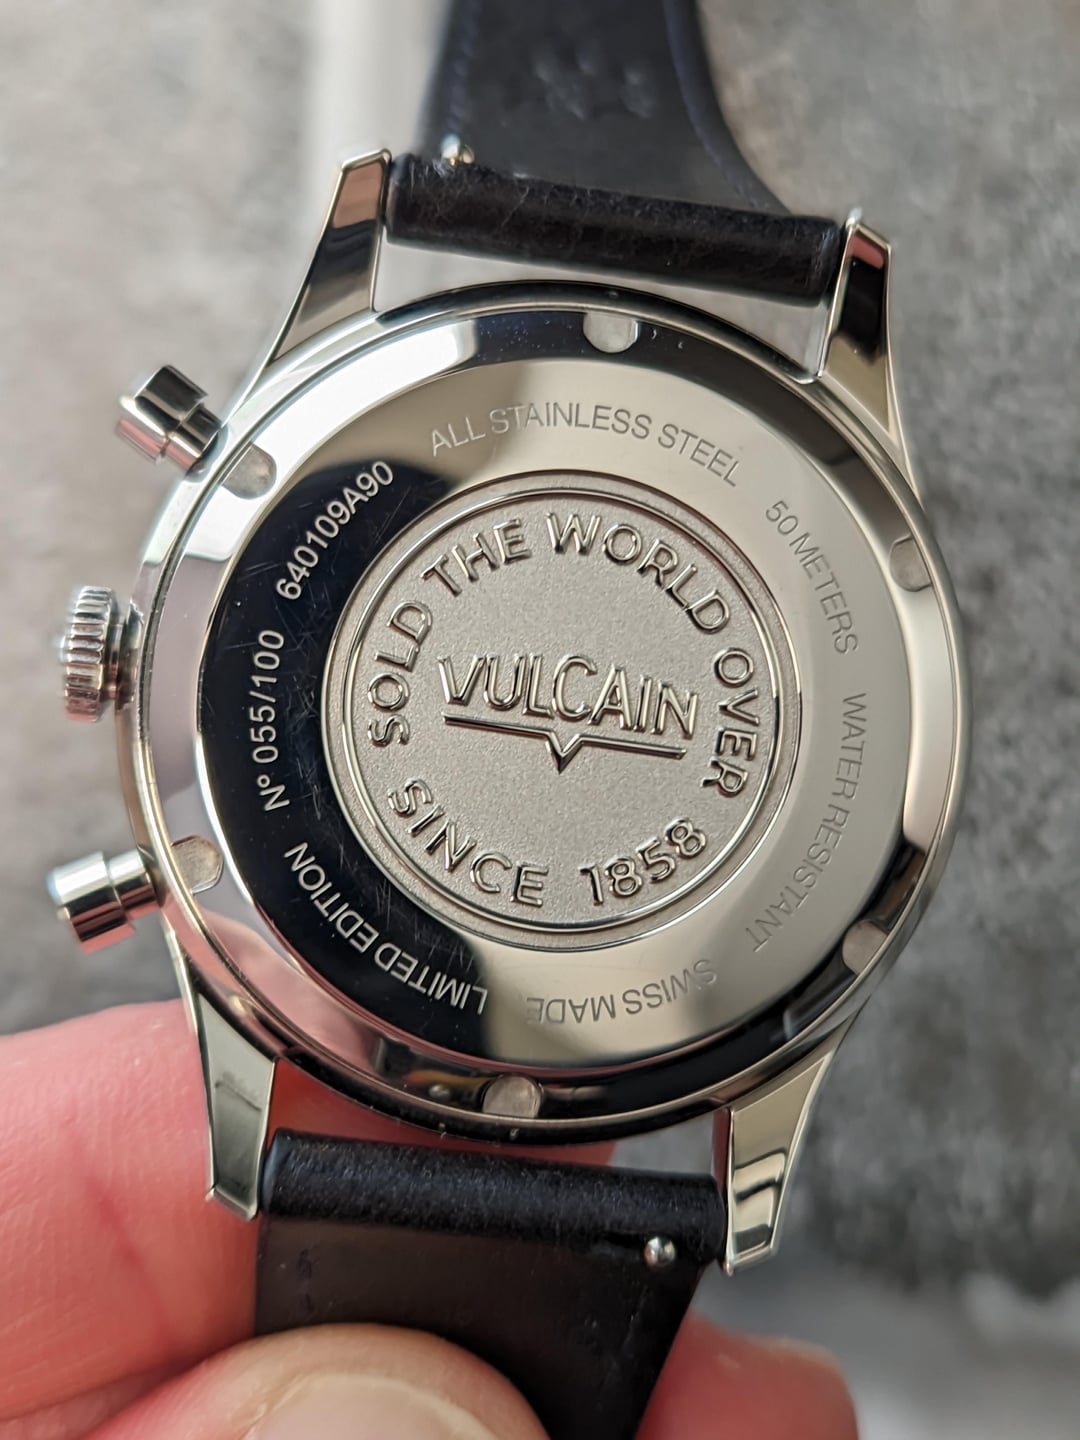 SOLD THE WORLD OVER
VULCAIN
SINCE 1858
ALL STAINLESS STEEL
50 METERS
WATER RESISTANT
SWISS MADE
LIMITED EDITION
Nº 055/100
640109A90